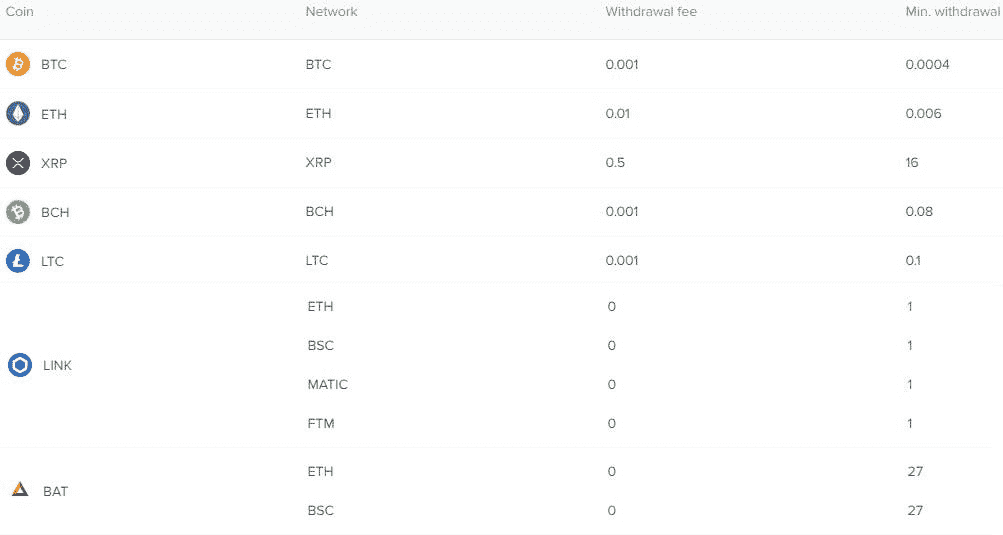 Coin Network Withdrawal fee Min. withdrawal
BTC BTC 0.001 0.0004
ETH ETH 0.01 0.006
XRP XRP 0.5 16
BCH BCH 0.001 0.08
LTC LTC 0.001 0.1
ETH 0 1
BSC 0 1
LINK
MATIC 0 1
FTM 0 1
ETH 0 27
BAT
BSC 0 27